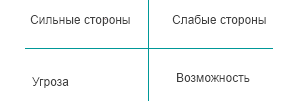 Сильные стороны
Слабые стороны
Угроза
Возможность